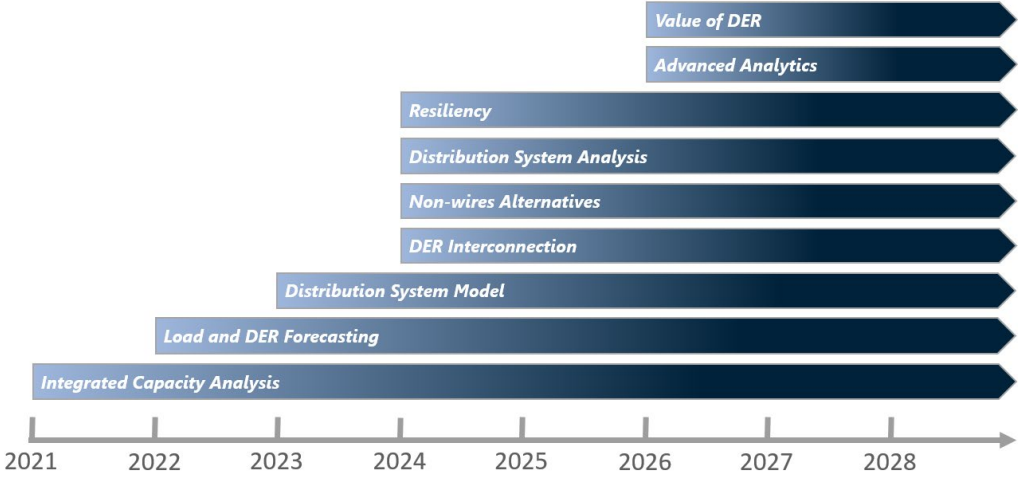 Value of DER
Advanced Analytics
Resiliency
Distribution System Analysis
Non-wires Alternatives
DER Interconnection
Distribution System Model
Load and DER Forecasting
Integrated Capacity Analysis
2021 2022 2023 2024 2025 2026 2027 2028